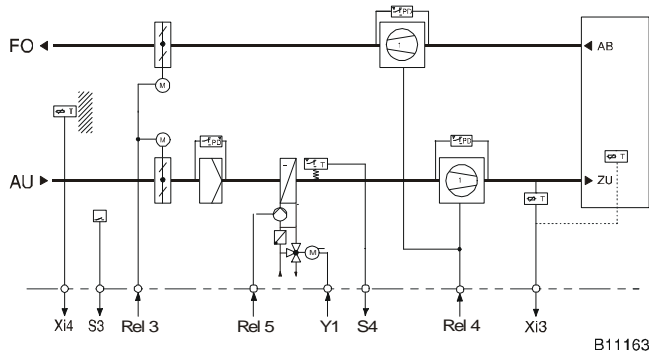 PD
1
FO
AB
M
T
M
PD
PD
T
T
AU
1
ZU
T
M
Xi4 S3 Rel 3 Rel 5 Y1 S4 Rel 4 Xi3
B11163